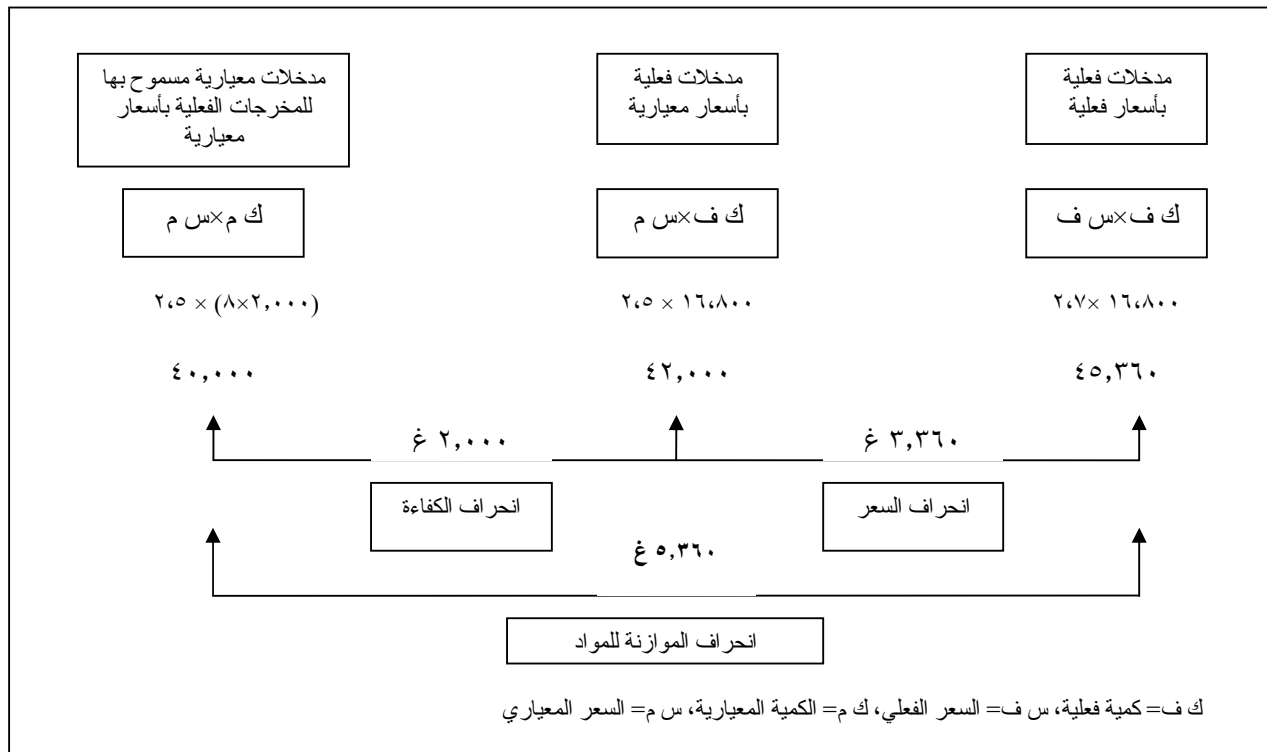 مدخلات فعلية
بأسعار فعلية
مدخلات فعلية
بأسعار معيارية
مدخلات معيارية مسموح بها
للمخرجات الفعلية بأسعار
معيارية
ك ف×س ف
ك ف×س م
ك م×س م
١٦،٨٠٠ ×٢،٧
١٦،٨٠٠ × ٢،٥
(٢,٠٠٠×٨) × ٢،٥
٤٥,٣٦٠
٤٢,٠٠٠
٤٠,٠٠٠
٣,٣٦٠ غ
٢,٠٠٠ غ
انحراف السعر
انحراف الكفاءة
٥,٣٦٠ غ
انحراف الموازنة للمواد
ك ف= كمية فعلية، س ف= السعر الفعلي، ك م= الكمية المعيارية، س م= السعر المعياري